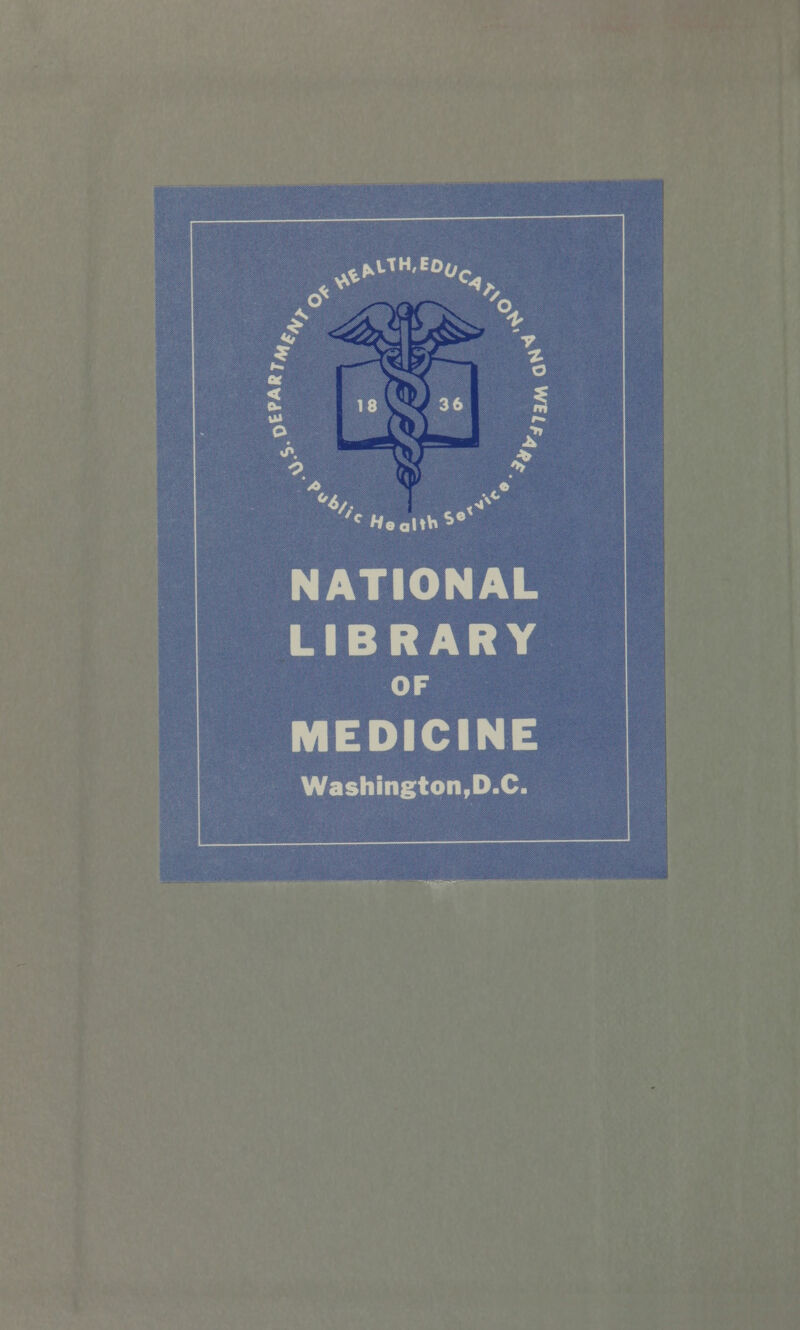 U.S. DEPARTMENT OF HEALTH, EDUCATION, AND WELFARE ·
Public Health Service ·
18 36
NATIONAL
LIBRARY
OF
MEDICINE
Washington,D.C.